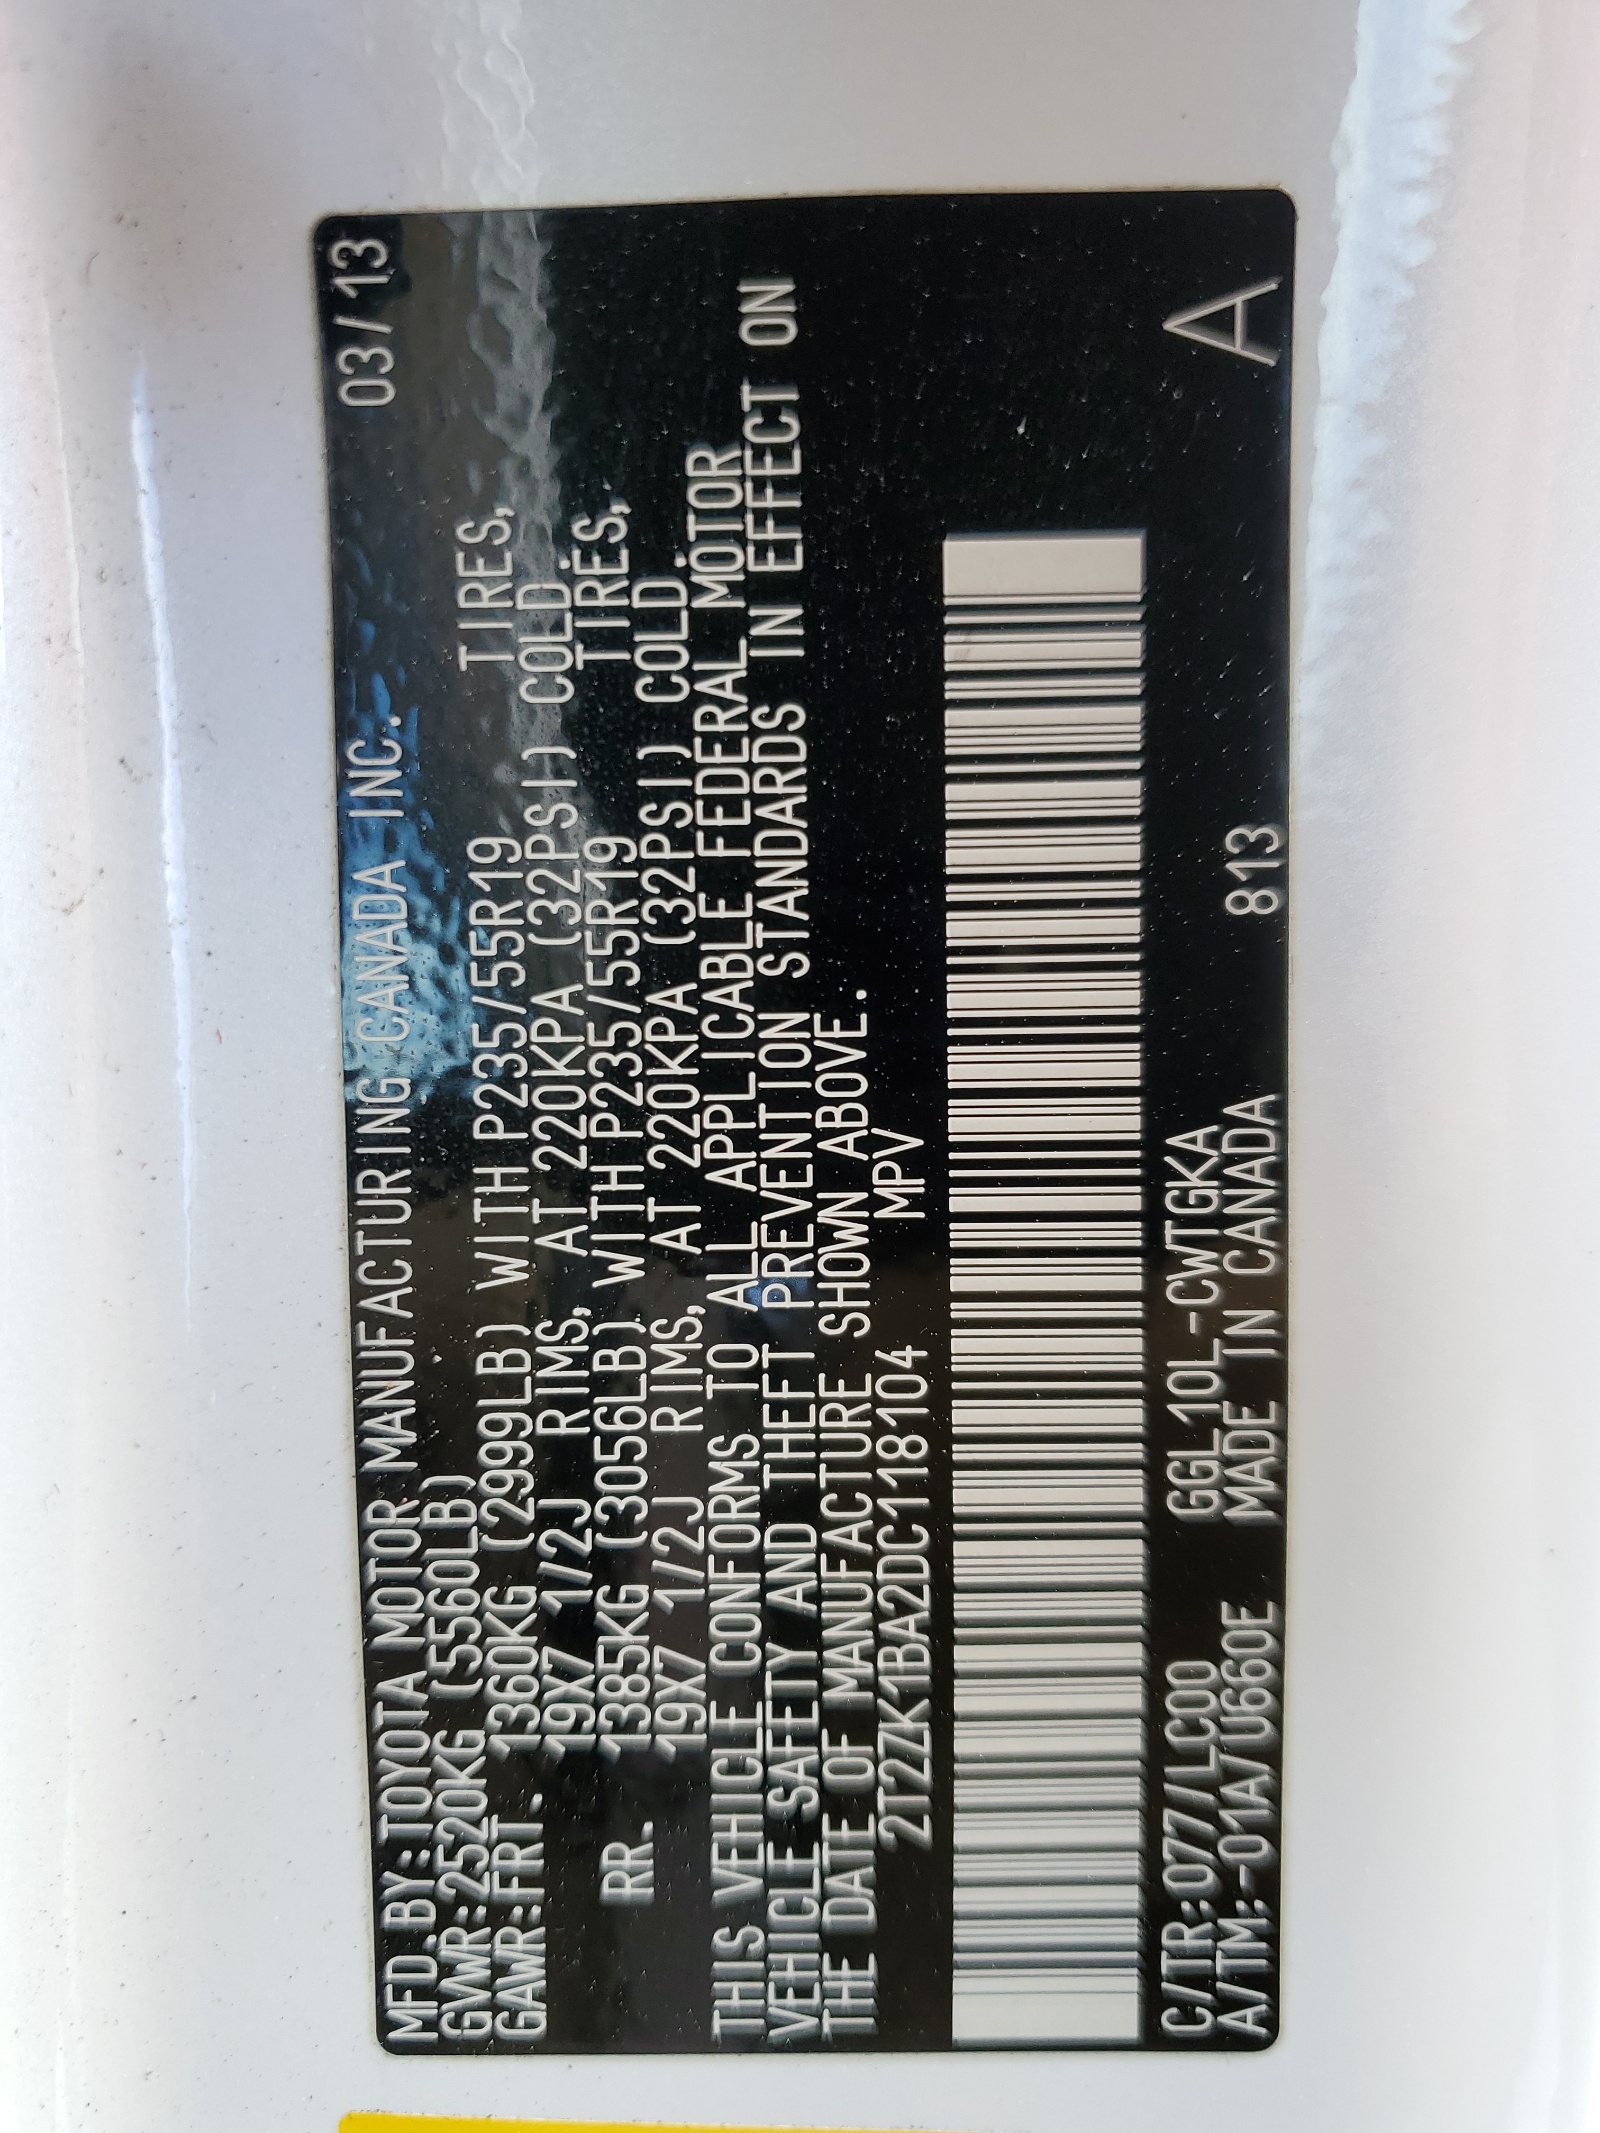 MFD.BY:TOYOTA MOTOR MANUFACTURING CANADA INC. 03/13
GVWR:2520KG (5560LB)
GAWR:FRT. 1360KG (2999LB) WITH P235/55R19 TIRES,
19X7 1/2J RIMS, AT 220KPA (32PSI) COLD.
RR. 1385KG (3056LB) WITH P235/55R19 TIRES,
19X7 1/2J RIMS, AT 220KPA (32PSI) COLD.
THIS VEHICLE CONFORMS TO ALL APPLICABLE FEDERAL MOTOR
VEHICLE SAFETY AND THEFT PREVENTION STANDARDS IN EFFECT ON
THE DATE OF MANUFACTURE SHOWN ABOVE.
2T2ZK1BA2DC118104 MPV
C/TR:077/LC00 GGL10L-CWTGKA
A/TM:-01A/U660E MADE IN CANADA 813 A